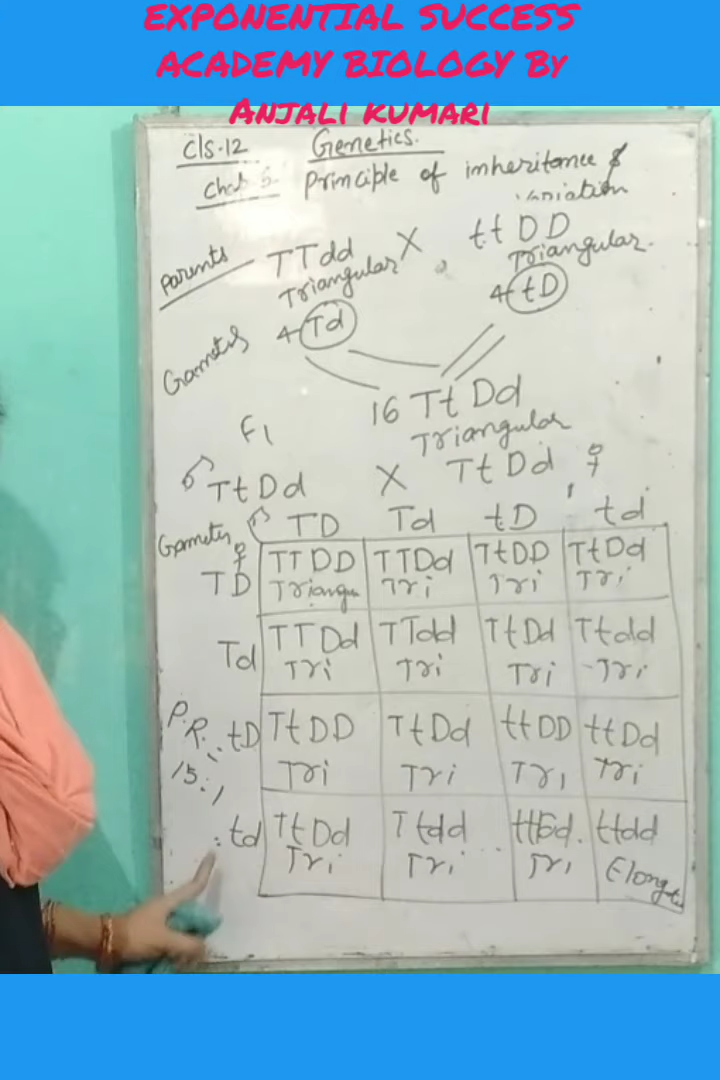 EXPONENTIAL SUCCESS
ACADEMY BIOLOGY By
ANJALI KUMARI
Cls.12 Genetics.
Chat 5. Principle of imheritance &
variation
Parents TTdd X ttDD
Triangular Triangular.
Gametes 4 Td 4 tD
16 TtDd
F1 Triangular
♂ TtDd X TtDd ♀
Gametes ♂ TD Td tD td
♀ TD TTDD TTDd TtDD TtDd
Triangu Tri Tri Tri
Td TTDd TTdd TtDd Ttdd
Tri Tri Tri Tri
P.R. tD TtDD TtDd ttDD ttDd
15:1 Tri Tri Tri Tri
td TtDd Ttdd ttDd. ttdd
Tri Tri Tri Elong